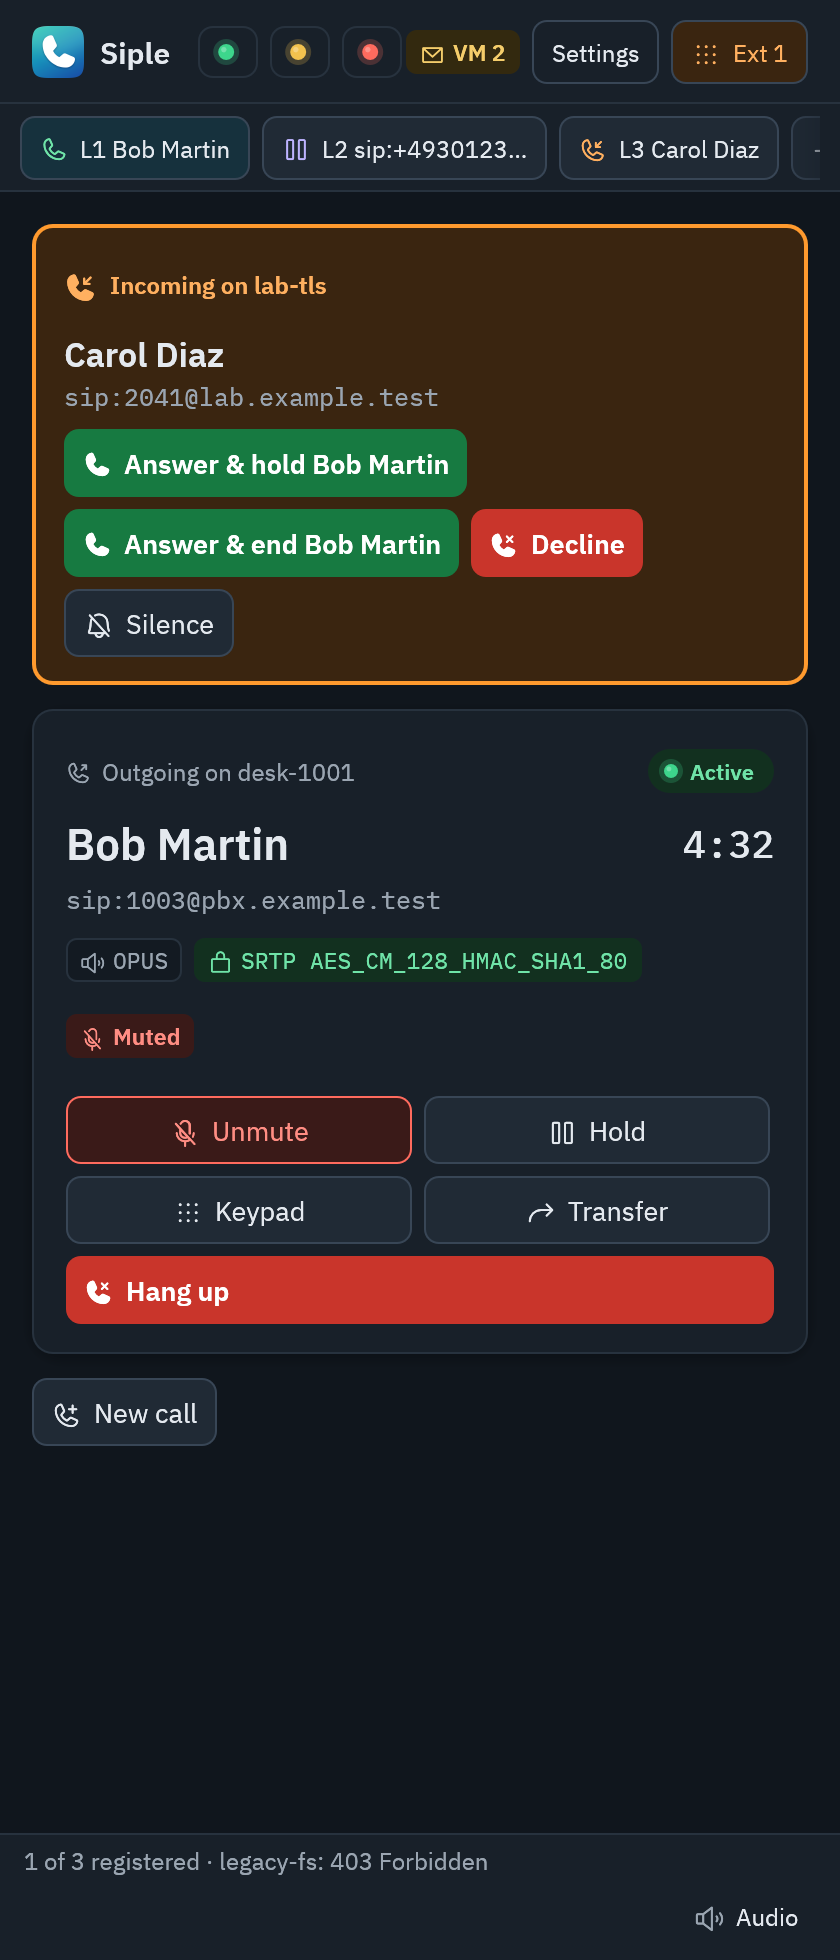 Siple VM 2 Settings Ext 1
L1 Bob Martin L2 sip:+4930123... L3 Carol Diaz
Incoming on lab-tls
Carol Diaz
sip:2041@lab.example.test
Answer & hold Bob Martin
Answer & end Bob Martin Decline
Silence
Outgoing on desk-1001 Active
Bob Martin 4:32
sip:1003@pbx.example.test
OPUS SRTP AES_CM_128_HMAC_SHA1_80
Muted
Unmute Hold
Keypad Transfer
Hang up
New call
1 of 3 registered · legacy-fs: 403 Forbidden
Audio